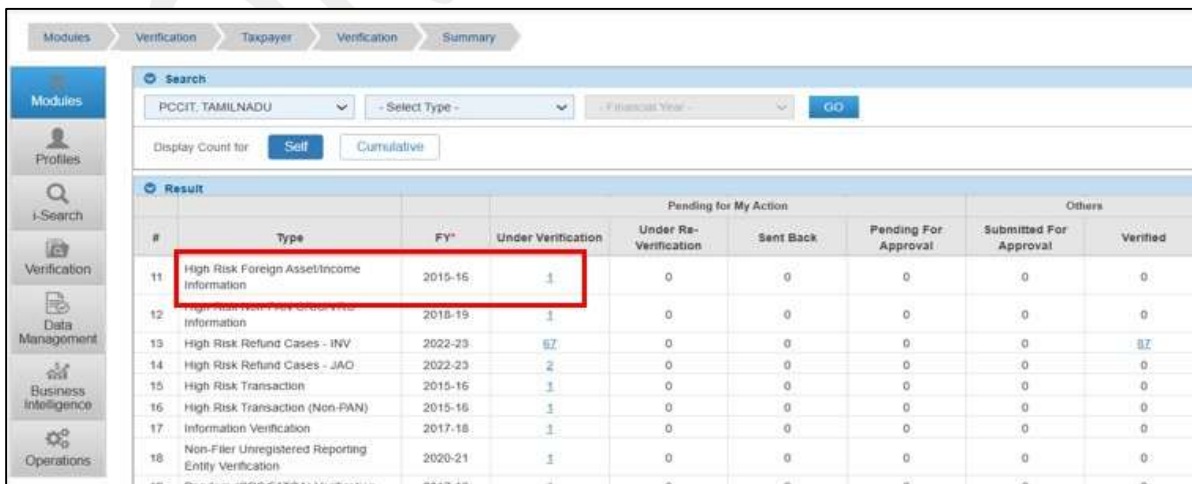 Modules Verification Taxpayer Verification Summary
Modules
Profiles
i-Search
Verification
Data
Management
Business
Intelligence
Operations
Search
PCCIT, TAMILNADU - Select Type - - Financial Year - GO
Display Count for Self Cumulative
Result
Pending for My Action Others
# Type FY* Under Verification Under Re-Verification Sent Back Pending For Approval Submitted For Approval Verified
11 High Risk Foreign Asset/Income Information 2015-16 1 0 0 0 0 0
12 High Risk Non-PAN Information 2018-19 1 0 0 0 0 0
13 High Risk Refund Cases - INV 2022-23 67 0 0 0 0 87
14 High Risk Refund Cases - JAO 2022-23 2 0 0 0 0 0
15 High Risk Transaction 2015-16 1 0 0 0 0 0
16 High Risk Transaction (Non-PAN) 2015-16 1 0 0 0 0 0
17 Information Verification 2017-18 1 0 0 0 0 0
18 Non-Filer Unregistered Reporting Entity Verification 2020-21 1 0 0 0 0 0